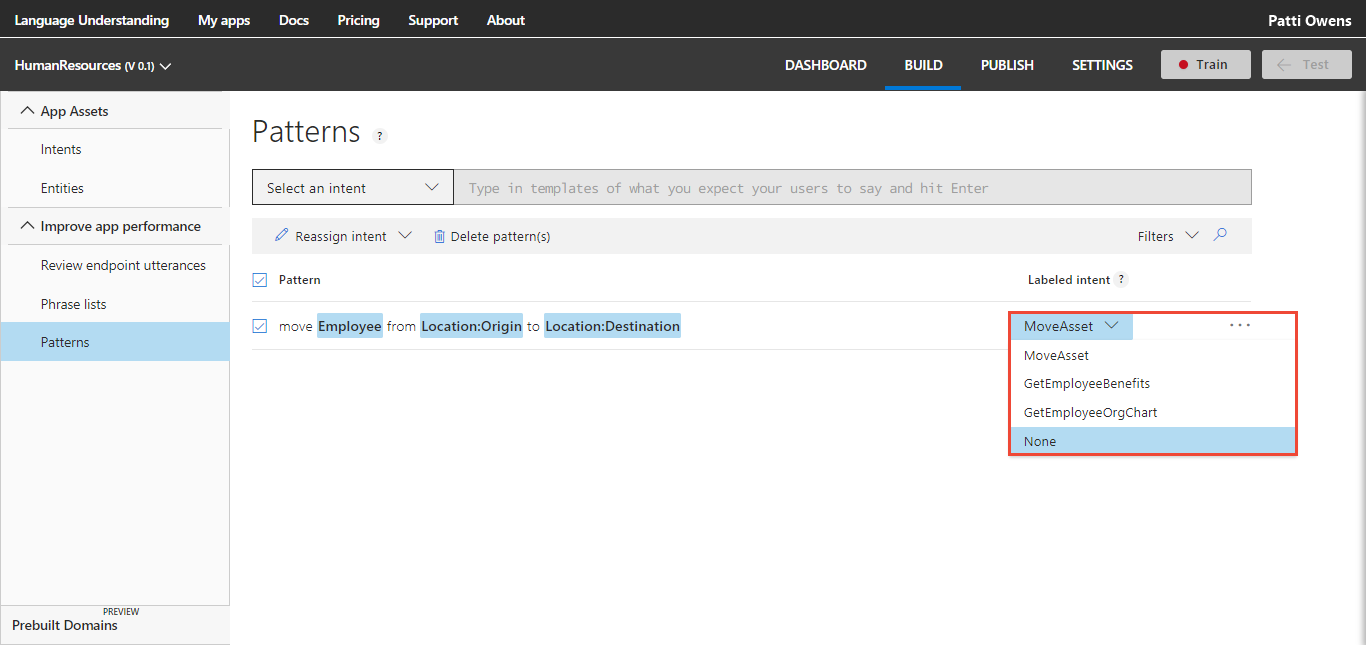 Language Understanding My apps Docs Pricing Support About Patti Owens
HumanResources (V 0.1) DASHBOARD BUILD PUBLISH SETTINGS Train Test
App Assets
Intents
Entities
Improve app performance
Review endpoint utterances
Phrase lists
Patterns
PREVIEW
Prebuilt Domains
Patterns ?
Select an intent Type in templates of what you expect your users to say and hit Enter
Reassign intent Delete pattern(s) Filters
Pattern Labeled intent ?
move Employee from Location:Origin to Location:Destination MoveAsset ...
MoveAsset
GetEmployeeBenefits
GetEmployeeOrgChart
None